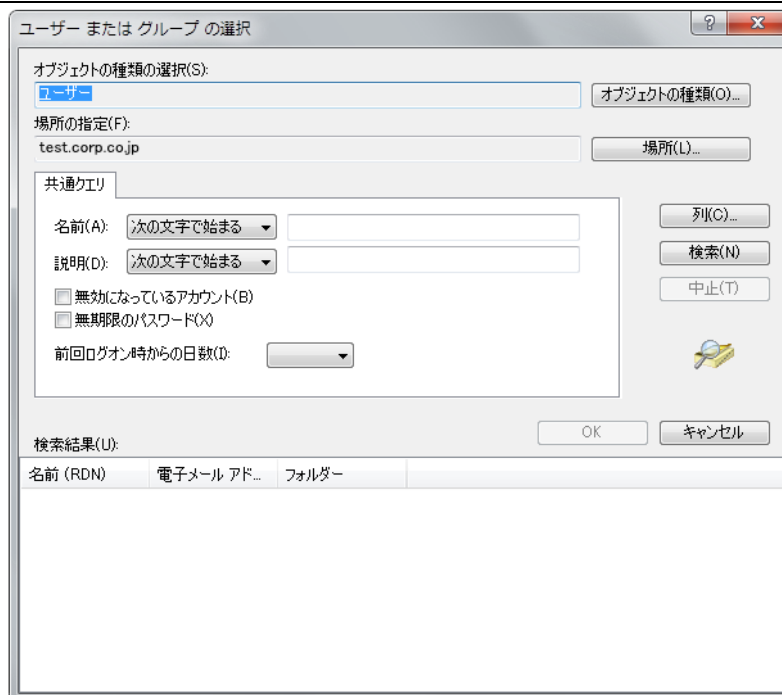 ユーザー または グループ の選択
オブジェクトの種類の選択(S):
ユーザー
オブジェクトの種類(O)...
場所の指定(F):
test.corp.co.jp
場所(L)...
共通クエリ
名前(A):
次の文字で始まる
列(C)...
説明(D):
次の文字で始まる
検索(N)
無効になっているアカウント(B)
中止(T)
無期限のパスワード(X)
前回ログオン時からの日数(I):
OK
キャンセル
検索結果(U):
名前 (RDN)
電子メール アド...
フォルダー